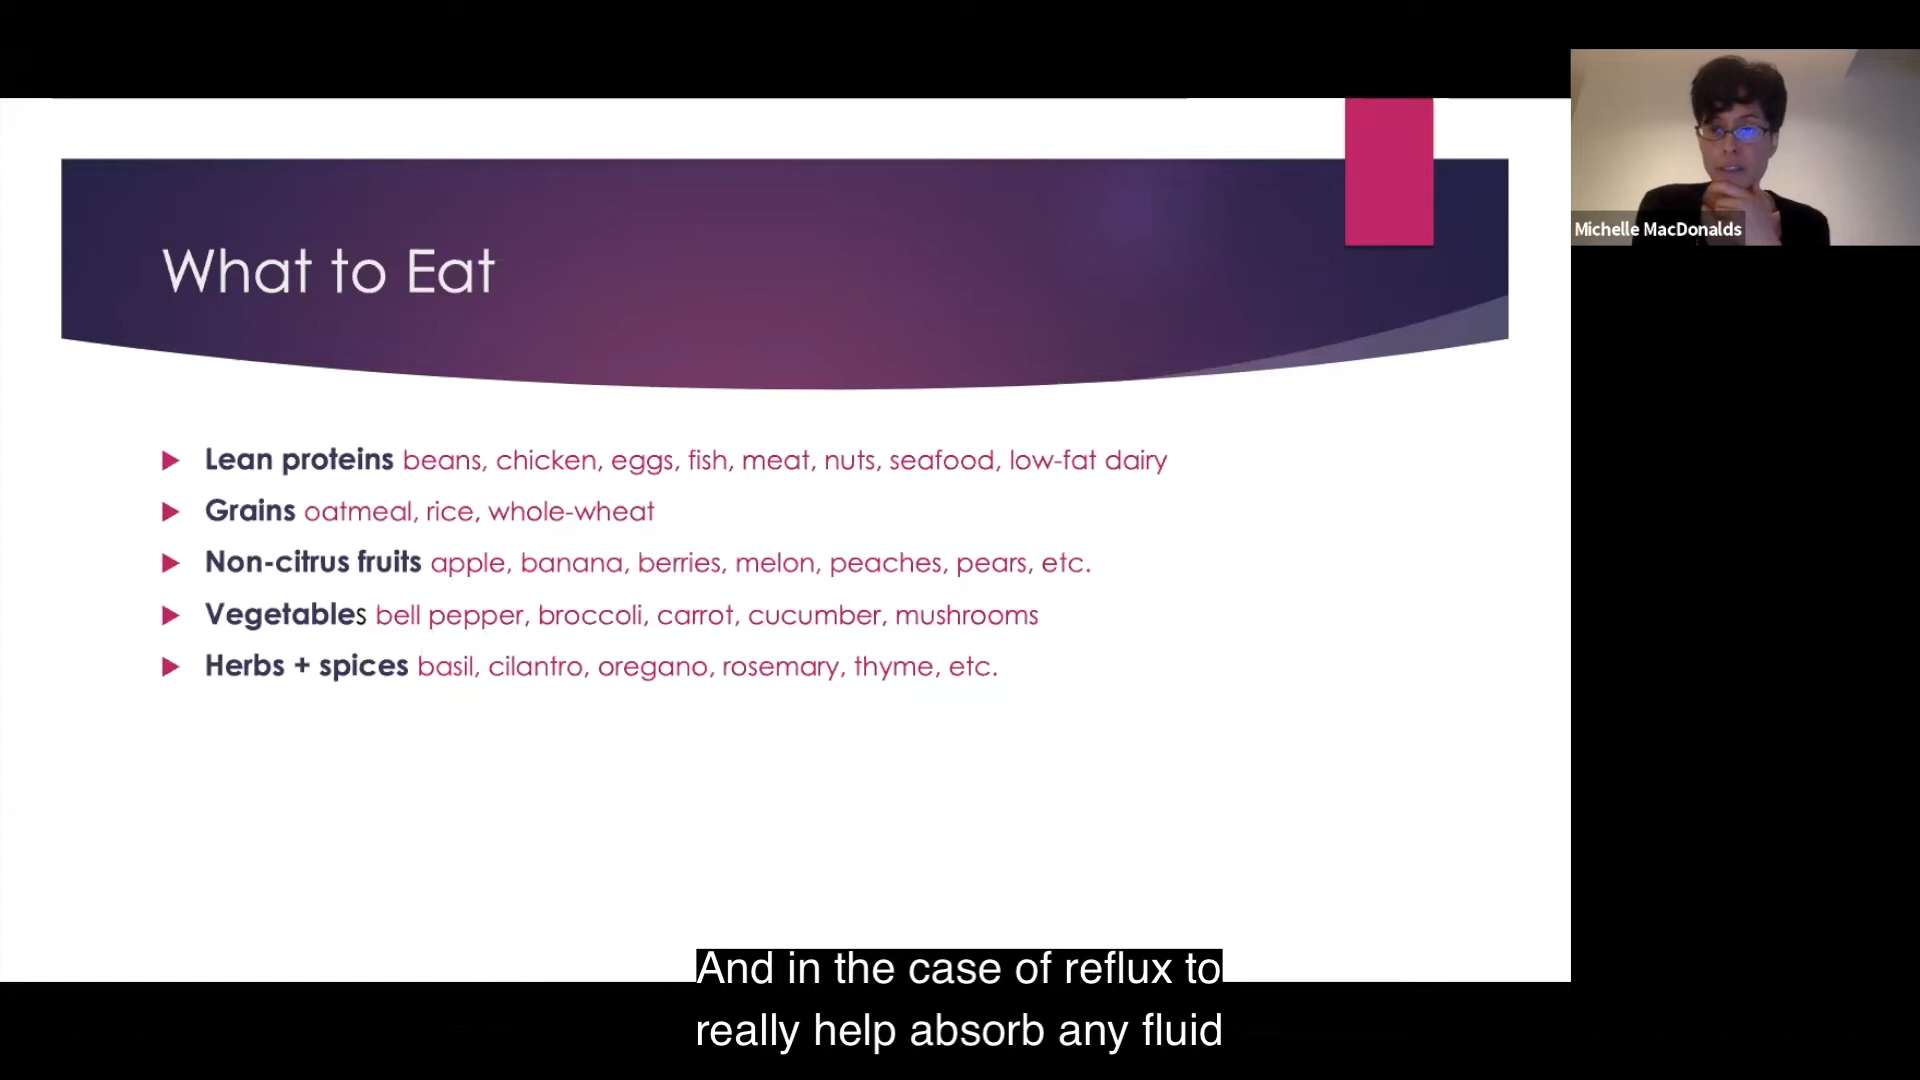 Michelle MacDonalds
What to Eat
Lean proteins beans, chicken, eggs, fish, meat, nuts, seafood, low-fat dairy
Grains oatmeal, rice, whole-wheat
Non-citrus fruits apple, banana, berries, melon, peaches, pears, etc.
Vegetables bell pepper, broccoli, carrot, cucumber, mushrooms
Herbs + spices basil, cilantro, oregano, rosemary, thyme, etc.
And in the case of reflux to
really help absorb any fluid